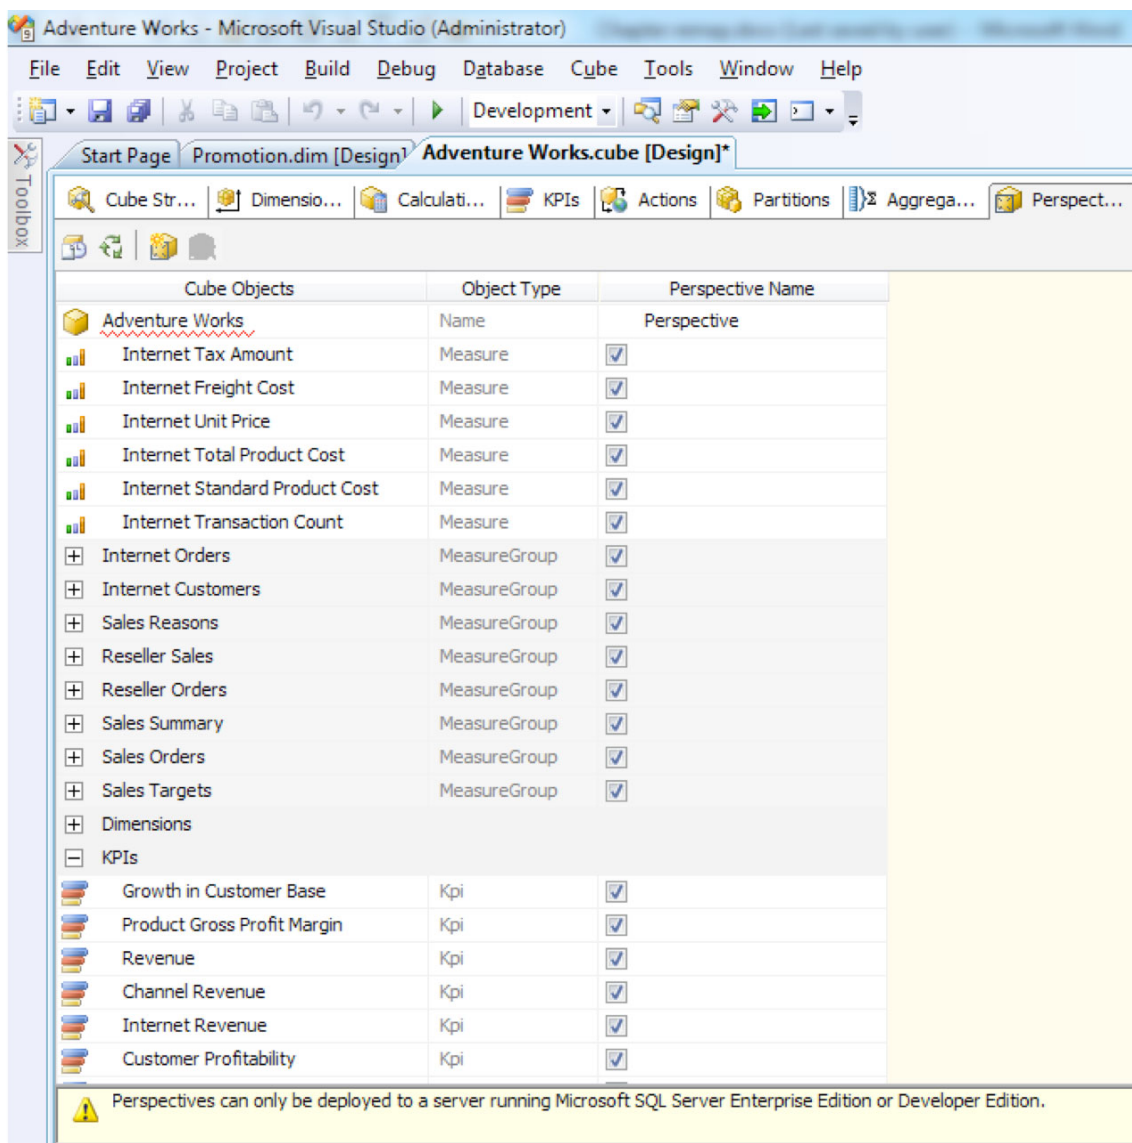 Adventure Works - Microsoft Visual Studio (Administrator)
File Edit View Project Build Debug Database Cube Tools Window Help
Development
Start Page Promotion.dim [Design] Adventure Works.cube [Design]*
Toolbox
Cube Str... Dimensio... Calculati... KPIs Actions Partitions Aggrega... Perspect...
Cube Objects Object Type Perspective Name
Adventure Works Name Perspective
Internet Tax Amount Measure
Internet Freight Cost Measure
Internet Unit Price Measure
Internet Total Product Cost Measure
Internet Standard Product Cost Measure
Internet Transaction Count Measure
Internet Orders MeasureGroup
Internet Customers MeasureGroup
Sales Reasons MeasureGroup
Reseller Sales MeasureGroup
Reseller Orders MeasureGroup
Sales Summary MeasureGroup
Sales Orders MeasureGroup
Sales Targets MeasureGroup
Dimensions
KPIs
Growth in Customer Base Kpi
Product Gross Profit Margin Kpi
Revenue Kpi
Channel Revenue Kpi
Internet Revenue Kpi
Customer Profitability Kpi
Perspectives can only be deployed to a server running Microsoft SQL Server Enterprise Edition or Developer Edition.